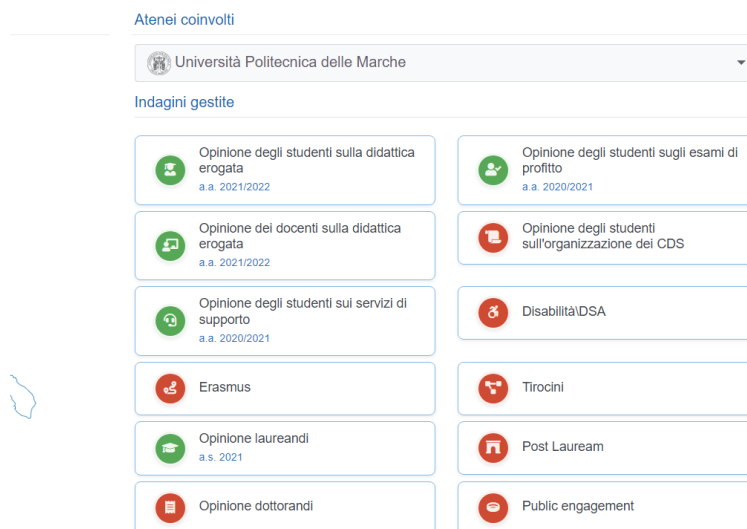 Atenei coinvolti
Università Politecnica delle Marche
Indagini gestite
Opinione degli studenti sulla didattica
erogata
a.a. 2021/2022
Opinione degli studenti sugli esami di
profitto
a.a. 2020/2021
Opinione dei docenti sulla didattica
erogata
a.a. 2021/2022
Opinione degli studenti
sull'organizzazione dei CDS
Opinione degli studenti sui servizi di
supporto
a.a. 2020/2021
Disabilità\DSA
Erasmus
Tirocini
Opinione laureandi
a.s. 2021
Post Lauream
Opinione dottorandi
Public engagement